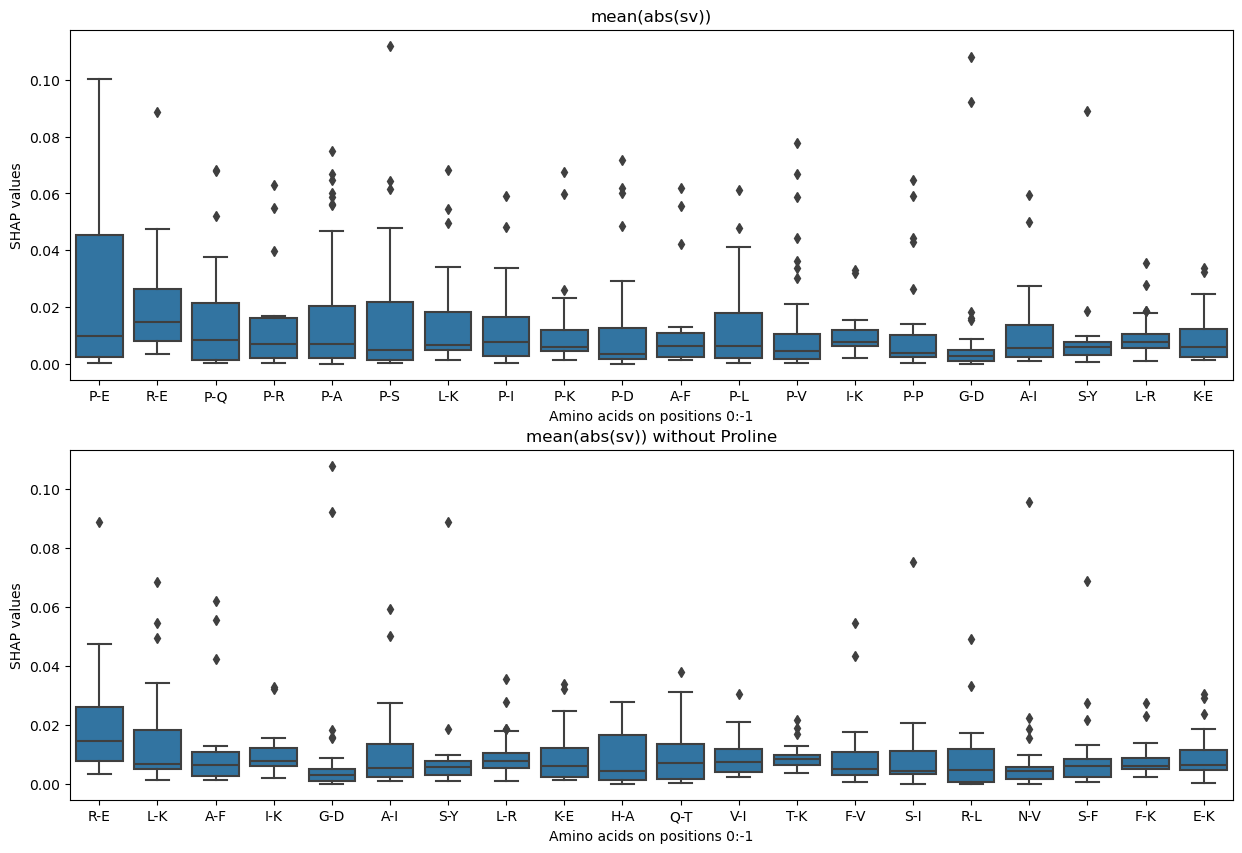 mean(abs(sv))
0.10
0.08
0.06
0.04
0.02
0.00
SHAP values
P-E R-E P-Q P-R P-A P-S L-K P-I P-K P-D A-F P-L P-V I-K P-P G-D A-I S-Y L-R K-E
Amino acids on positions 0:-1
mean(abs(sv)) without Proline
0.10
0.08
0.06
0.04
0.02
0.00
SHAP values
R-E L-K A-F I-K G-D A-I S-Y L-R K-E H-A Q-T V-I T-K F-V S-I R-L N-V S-F F-K E-K
Amino acids on positions 0:-1